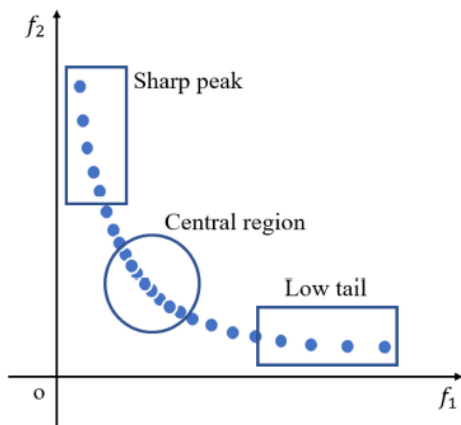 f₂
Sharp peak
Central region
Low tail
o
f₁